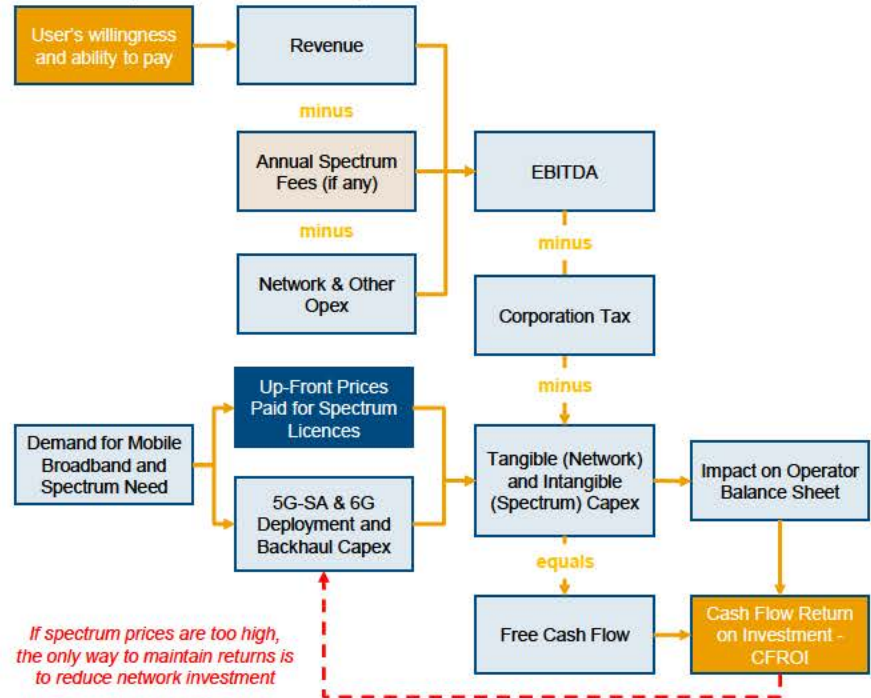 User's willingness
and ability to pay
Revenue
minus
Annual Spectrum
Fees (if any)
EBITDA
minus
minus
Network & Other
Opex
Corporation Tax
minus
Up-Front Prices
Paid for Spectrum
Licences
Demand for Mobile
Broadband and
Spectrum Need
Tangible (Network)
and Intangible
(Spectrum) Capex
Impact on Operator
Balance Sheet
5G-SA & 6G
Deployment and
Backhaul Capex
equals
If spectrum prices are too high,
the only way to maintain returns is
to reduce network investment
Free Cash Flow
Cash Flow Return
on Investment -
CFROI